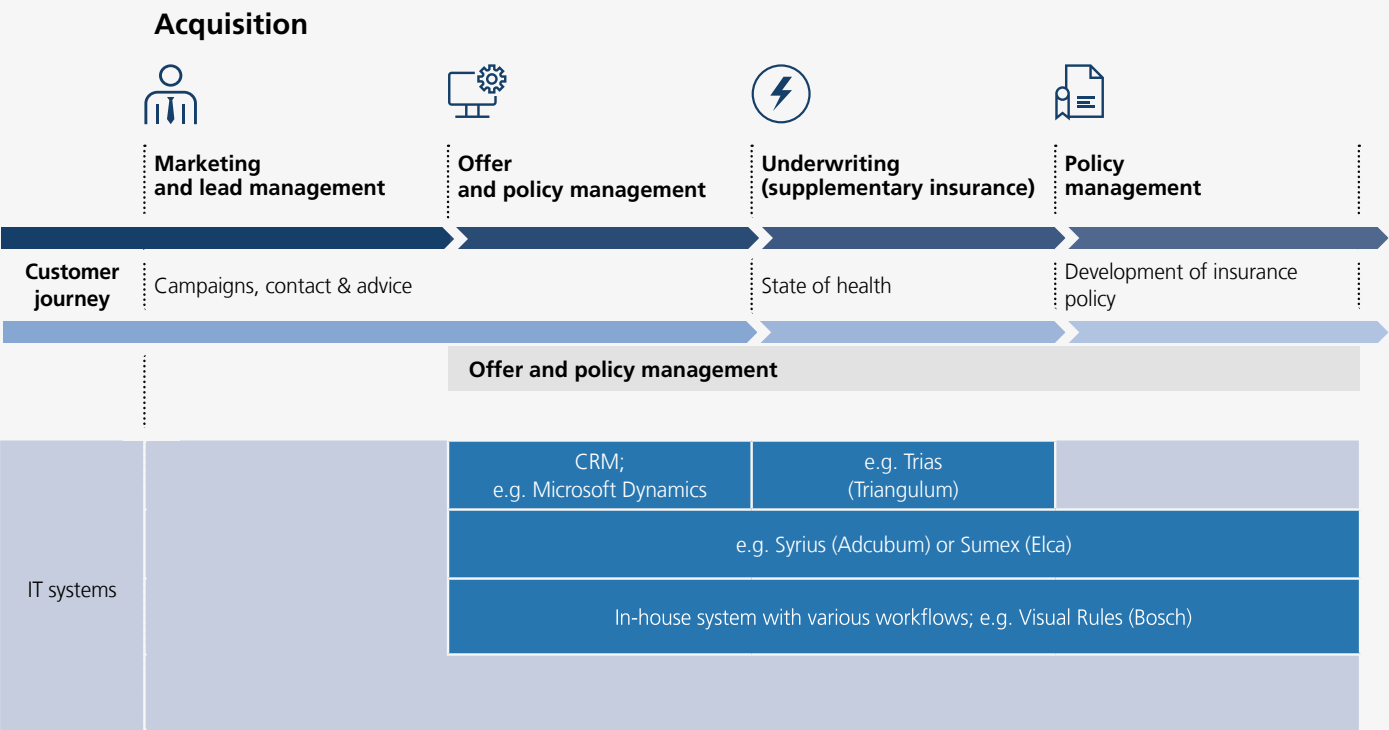 Acquisition
Marketing
and lead management
Offer
and policy management
Underwriting
(supplementary insurance)
Policy
management
Customer
journey
Campaigns, contact & advice
State of health
Development of insurance
policy
Offer and policy management
IT systems
CRM;
e.g. Microsoft Dynamics
e.g. Trias
(Triangulum)
e.g. Syrius (Adcubum) or Sumex (Elca)
In-house system with various workflows; e.g. Visual Rules (Bosch)